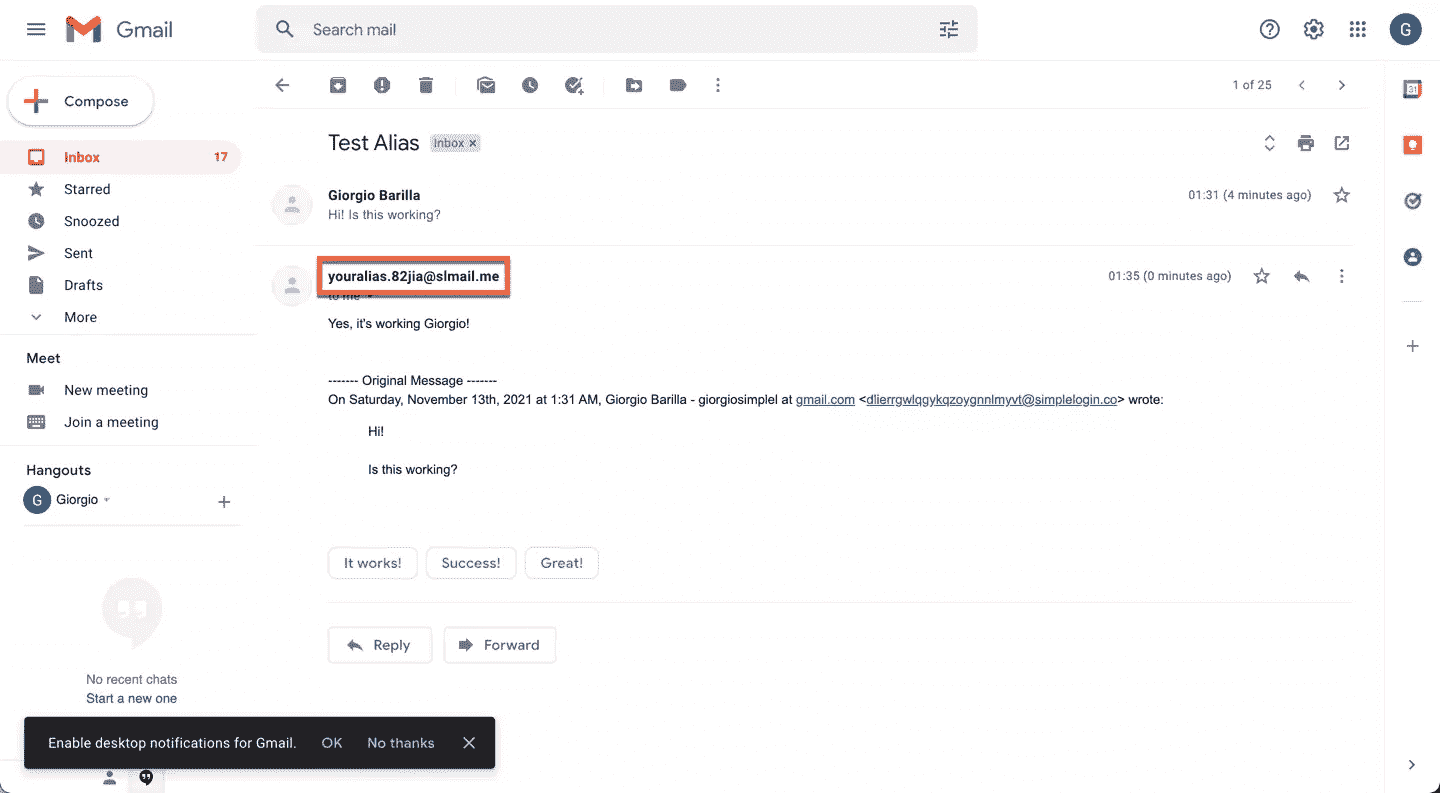 Gmail
Search mail
G
Compose
1 of 25
31
Inbox 17
Starred
Snoozed
Sent
Drafts
More
Meet
New meeting
Join a meeting
Hangouts
G Giorgio
No recent chats
Start a new one
Test Alias Inbox ×
Giorgio Barilla 01:31 (4 minutes ago)
Hi! Is this working?
youralias.82jia@slmail.me 01:35 (0 minutes ago)
to me
Yes, it's working Giorgio!
------- Original Message -------
On Saturday, November 13th, 2021 at 1:31 AM, Giorgio Barilla - giorgiosimplel at gmail.com <dlierrgwlqgykqzoygnnlmyvt@simplelogin.co> wrote:
Hi!
Is this working?
It works! Success! Great!
Reply Forward
Enable desktop notifications for Gmail. OK No thanks